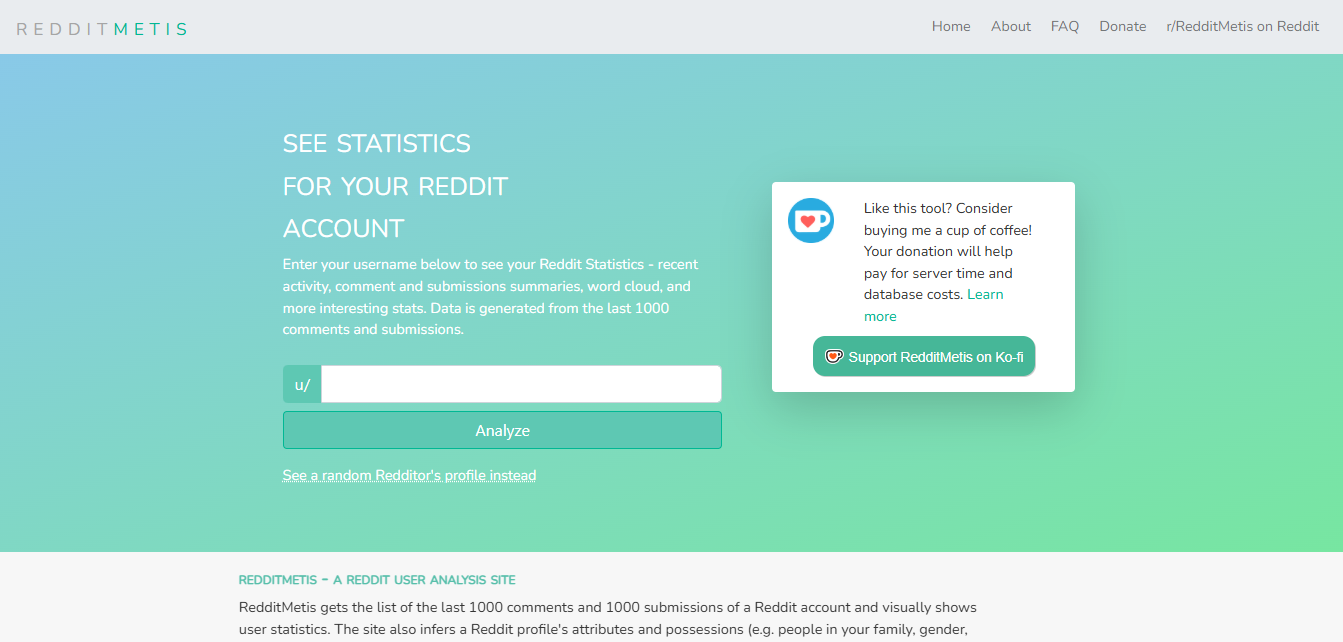 REDDITMETIS
Home About FAQ Donate r/RedditMetis on Reddit
SEE STATISTICS
FOR YOUR REDDIT
ACCOUNT
Enter your username below to see your Reddit Statistics - recent
activity, comment and submissions summaries, word cloud, and
more interesting stats. Data is generated from the last 1000
comments and submissions.
u/
Analyze
See a random Redditor's profile instead
Like this tool? Consider
buying me a cup of coffee!
Your donation will help
pay for server time and
database costs. Learn
more
Support RedditMetis on Ko-fi
REDDITMETIS - A REDDIT USER ANALYSIS SITE
RedditMetis gets the list of the last 1000 comments and 1000 submissions of a Reddit account and visually shows
user statistics. The site also infers a Reddit profile's attributes and possessions (e.g. people in your family, gender,